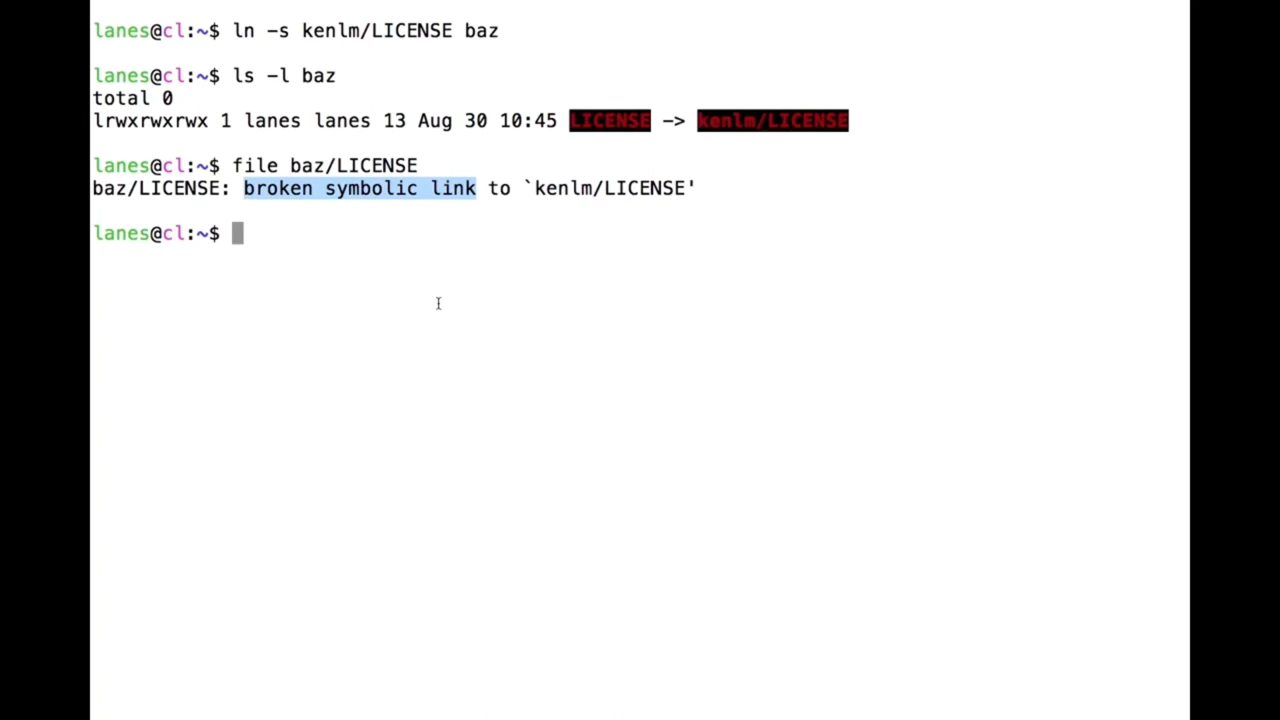 lanes@cl:~$ ln -s kenlm/LICENSE baz
lanes@cl:~$ ls -l baz
total 0
lrwxrwxrwx 1 lanes lanes 13 Aug 30 10:45 LICENSE -> kenlm/LICENSE
lanes@cl:~$ file baz/LICENSE
baz/LICENSE: broken symbolic link to `kenlm/LICENSE'
lanes@cl:~$